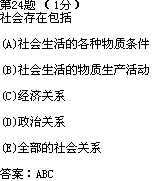 第24题 （1分）
社会存在包括
(A)社会生活的各种物质条件
(B)社会生活的物质生产活动
(C)经济关系
(D)政治关系
(E)全部的社会关系
答案：ABC